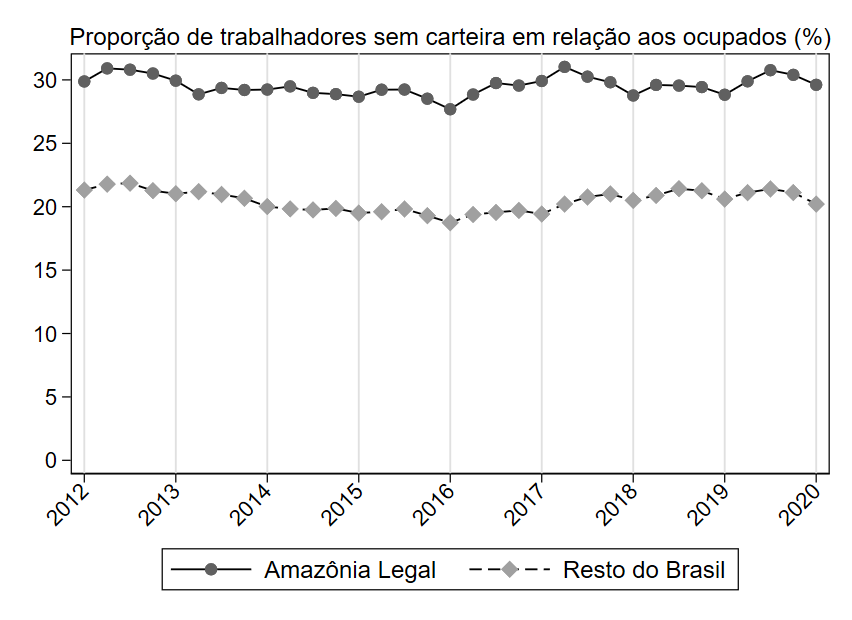 Proporção de trabalhadores sem carteira em relação aos ocupados (%)
30
25
20
15
10
5
0
2012 2013 2014 2015 2016 2017 2018 2019 2020
Amazônia Legal Resto do Brasil